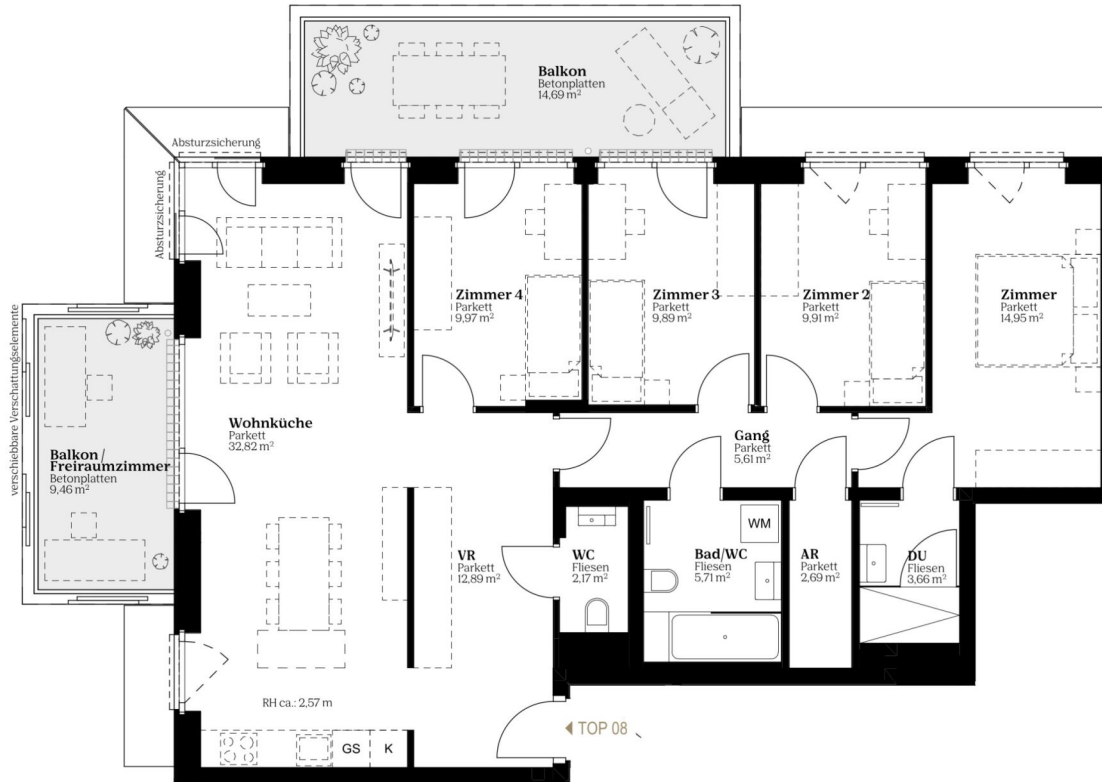 Balkon
Betonplatten
14,69 m²
Absturzsicherung
Absturzsicherung
Zimmer 4
Parkett
9,97 m²
Zimmer 3
Parkett
9,89 m²
Zimmer 2
Parkett
9,91 m²
Zimmer
Parkett
14,95 m²
verschiebbare Verschattungselemente
Wohnküche
Parkett
32,82 m²
Balkon/
Freiraumzimmer
Betonplatten
9,46 m²
Gang
Parkett
5,61 m²
WM
VR
Parkett
12,89 m²
WC
Fliesen
2,17 m²
Bad/WC
Fliesen
5,71 m²
AR
Parkett
2,69 m²
DU
Fliesen
3,66 m²
RH ca.: 2,57 m
TOP 08
GS
K